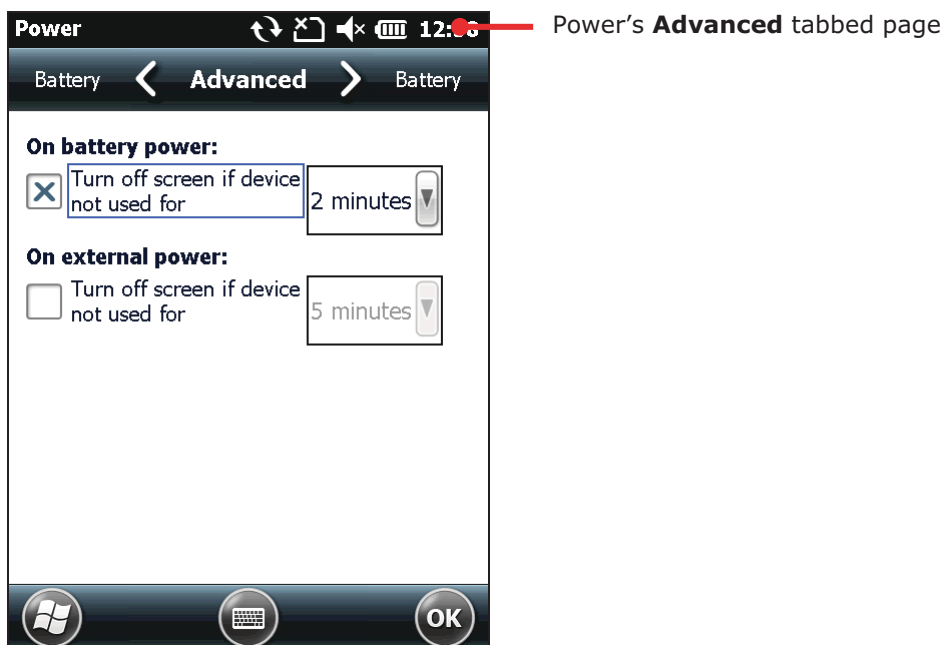 Power
Power's Advanced tabbed page
Battery Advanced Battery
On battery power:
Turn off screen if device
not used for
2 minutes
On external power:
Turn off screen if device
not used for
5 minutes
OK